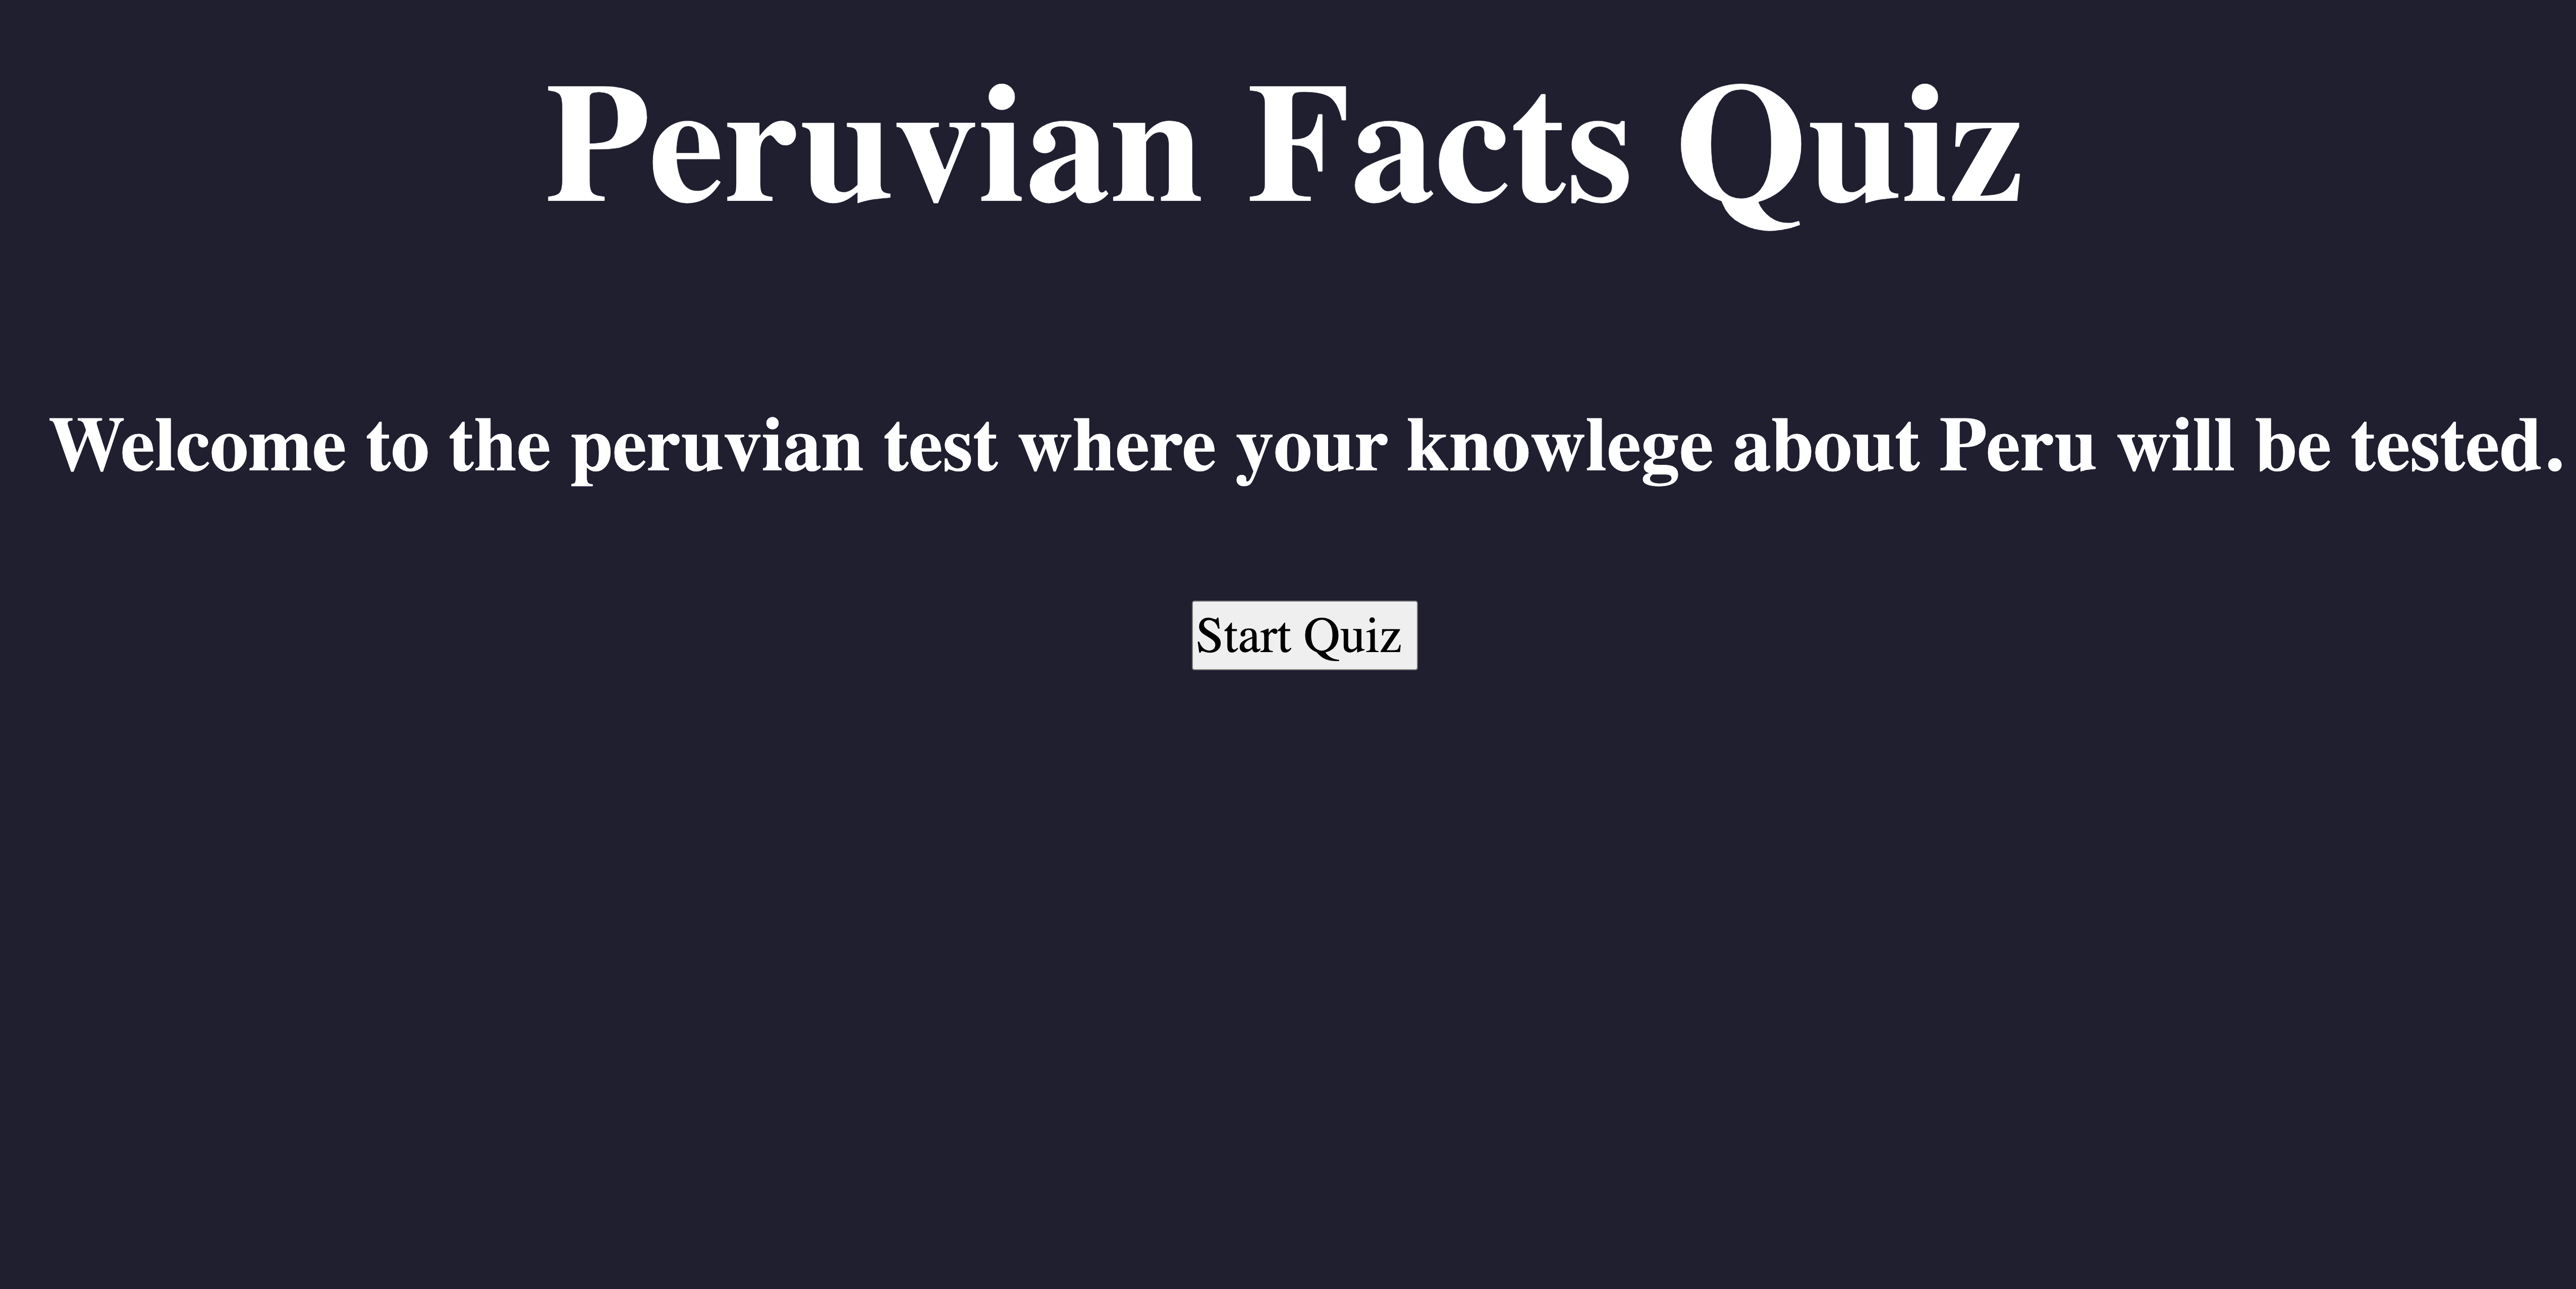 Peruvian Facts Quiz
Welcome to the peruvian test where your knowlege about Peru will be tested.
Start Quiz